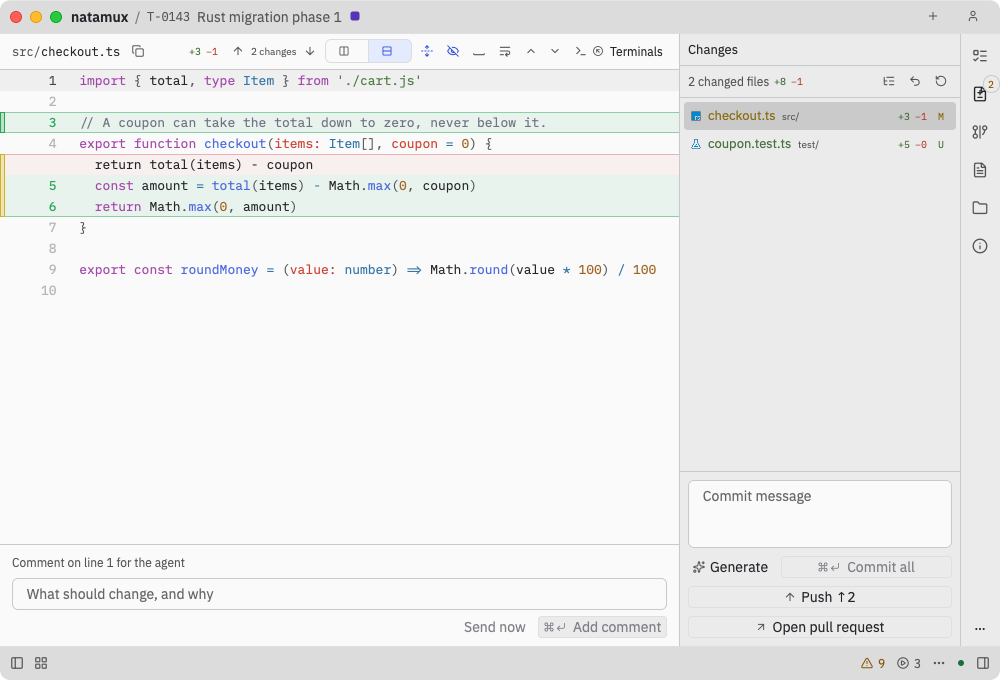 natamux / T-0143 Rust migration phase 1
src/checkout.ts +3 −1 2 changes Terminals
1 import { total, type Item } from './cart.js'
2
3 // A coupon can take the total down to zero, never below it.
4 export function checkout(items: Item[], coupon = 0) {
return total(items) - coupon
5 const amount = total(items) - Math.max(0, coupon)
6 return Math.max(0, amount)
7 }
8
9 export const roundMoney = (value: number) => Math.round(value * 100) / 100
10
Comment on line 1 for the agent
What should change, and why
Send now ⌘↵ Add comment
Changes
2 changed files +8 −1
checkout.ts src/ +3 −1 M
coupon.test.ts test/ +5 −0 U
Commit message
Generate ⌘↵ Commit all
↑ Push ↑2
Open pull request
2
9 3